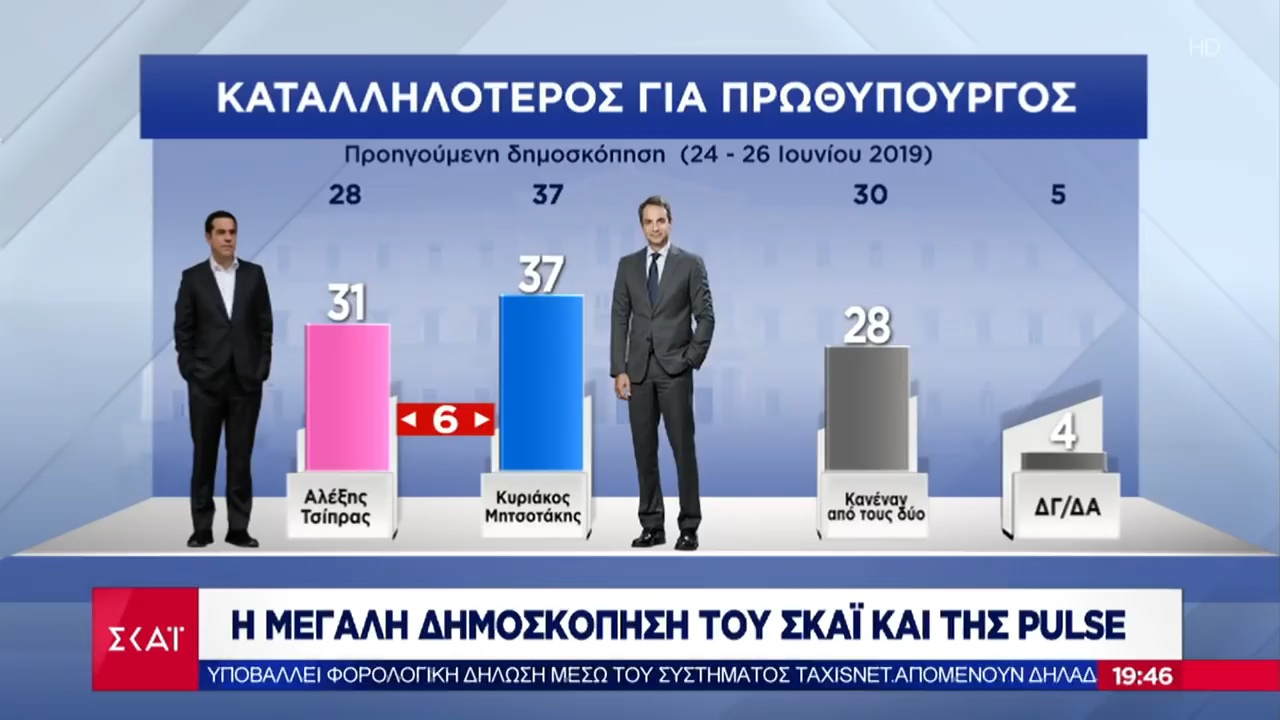 HD
ΚΑΤΑΛΛΗΛΟΤΕΡΟΣ ΓΙΑ ΠΡΩΘΥΠΟΥΡΓΟΣ
Προηγούμενη δημοσκόπηση (24 - 26 Ιουνίου 2019)
28 37 30 5
31 37 28 4
6
Αλέξης Τσίπρας
Κυριάκος Μητσοτάκης
Κανέναν από τους δύο
ΔΓ/ΔΑ
ΣΚΑΪ
Η ΜΕΓΑΛΗ ΔΗΜΟΣΚΟΠΗΣΗ ΤΟΥ ΣΚΑΪ ΚΑΙ ΤΗΣ PULSE
ΥΠΟΒΑΛΛΕΙ ΦΟΡΟΛΟΓΙΚΗ ΔΗΛΩΣΗ ΜΕΣΩ ΤΟΥ ΣΥΣΤΗΜΑΤΟΣ TAXISNET.ΑΠΟΜΕΝΟΥΝ ΔΗΛΑΔ
19:46